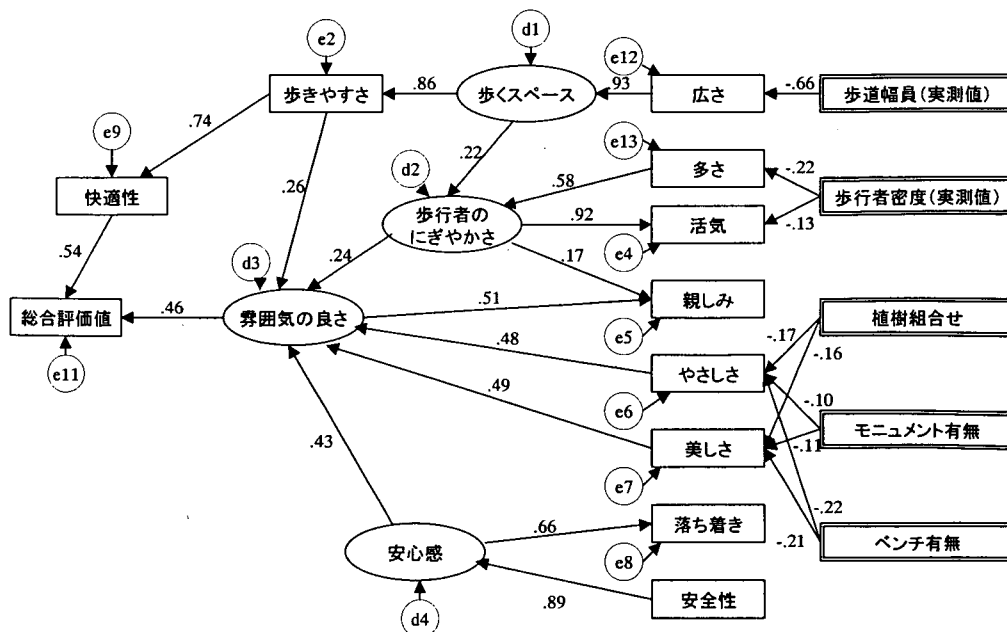 d1
e2
e12
歩きやすさ
.86
歩くスペース
.93
広さ
-.66
歩道幅員(実測値)
.74
e9
.22
e13
多さ
-.22
d2
.58
.26
快適性
歩行者の
にぎやかさ
.92
活気
歩行者密度(実測値)
-.13
.54
.24
.17
e4
d3
総合評価値
.46
雰囲気の良さ
.51
親しみ
植樹組合せ
e5
e11
.48
-.17
-.16
やさしさ
.49
e6
-.10
モニュメント有無
美しさ
-.11
.43
e7
-.22
.66
落ち着き
-.21
ベンチ有無
安心感
e8
.89
安全性
d4